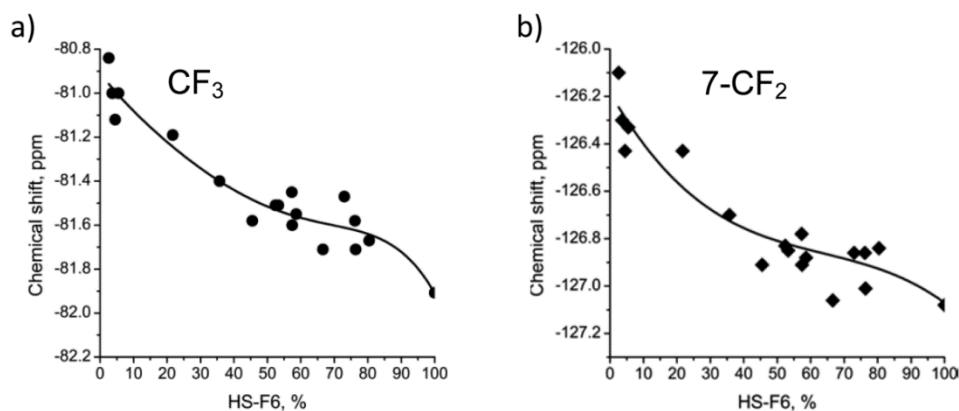 a)
CF₃
Chemical shift, ppm
-80.8
-81.0
-81.2
-81.4
-81.6
-81.8
-82.0
-82.2
0 10 20 30 40 50 60 70 80 90 100
HS-F6, %
b)
7-CF₂
Chemical shift, ppm
-126.0
-126.2
-126.4
-126.6
-126.8
-127.0
-127.2
0 10 20 30 40 50 60 70 80 90 100
HS-F6, %